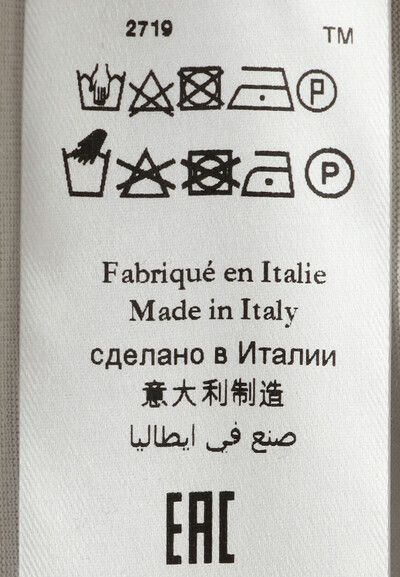 2719 TM
P
P
Fabriqué en Italie
Made in Italy
сделано в Италии
意大利制造
صنع في ايطاليا
EAC